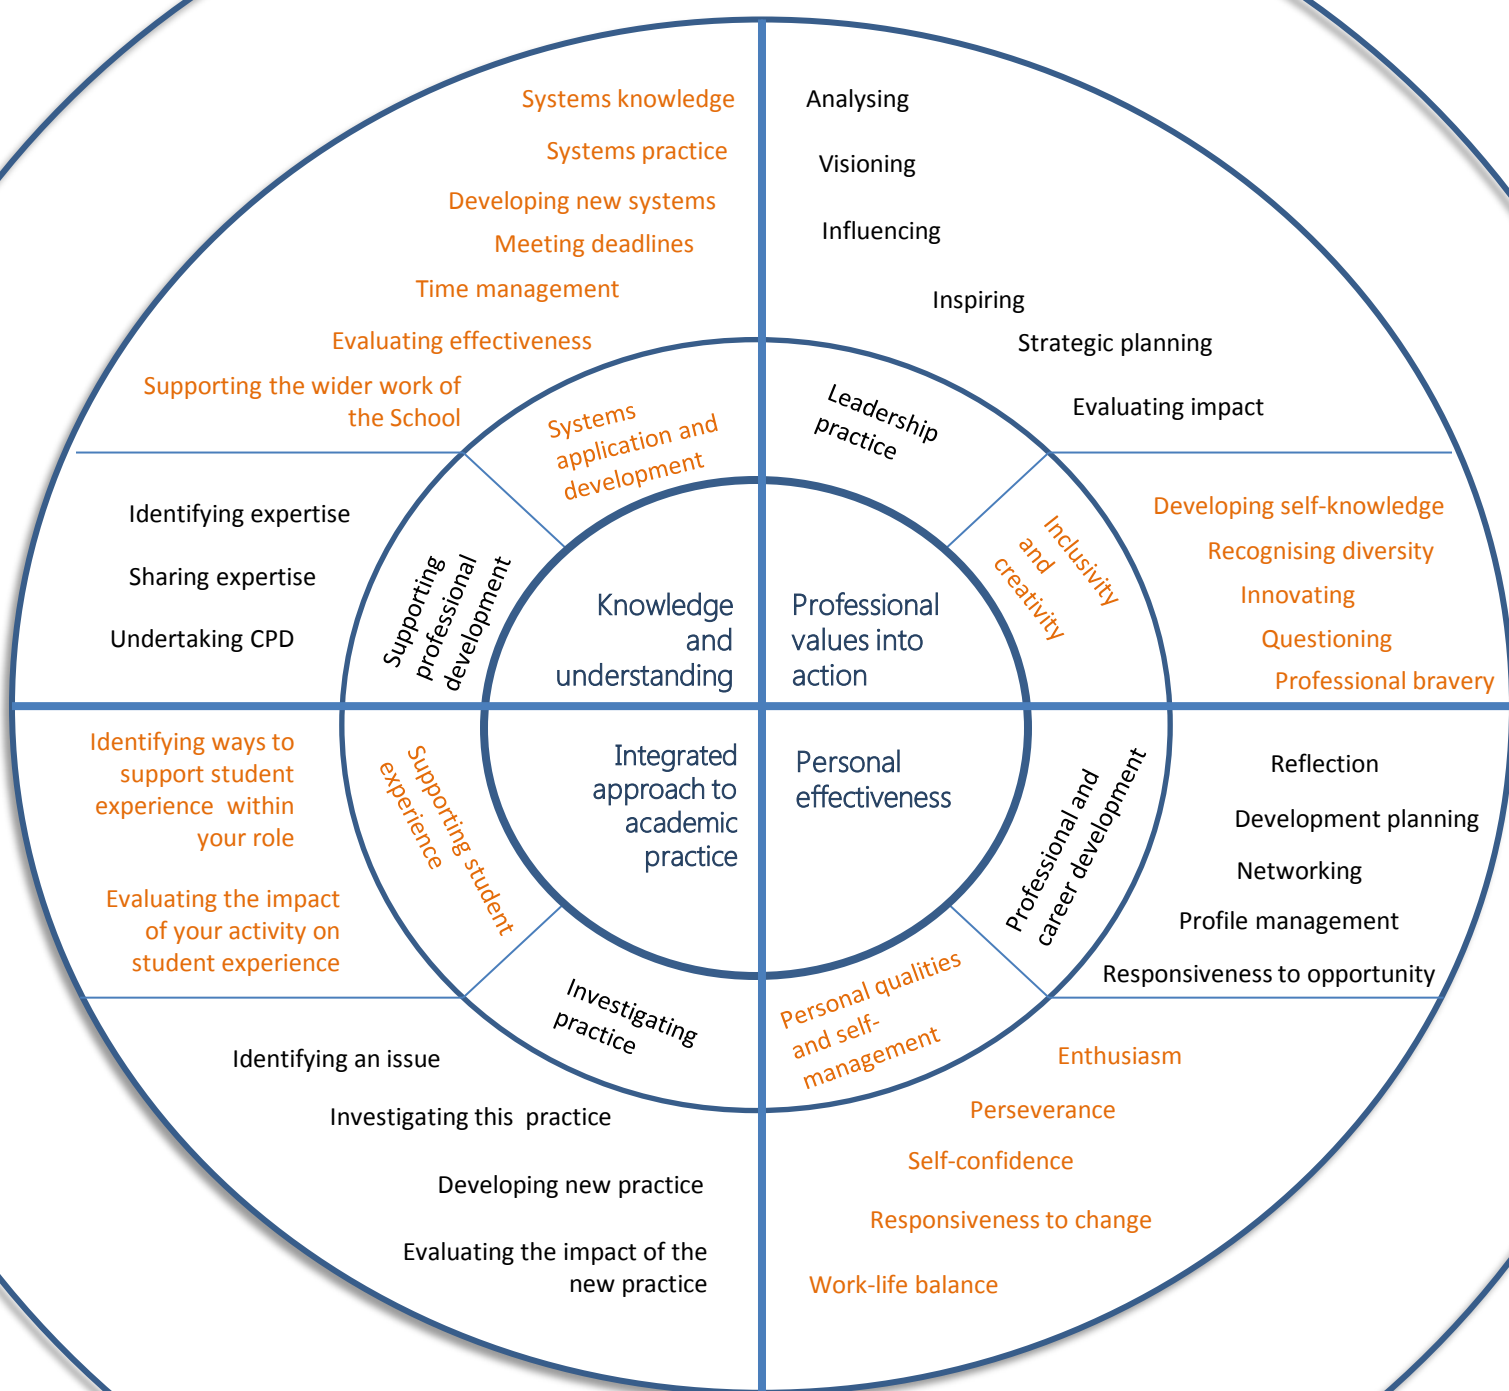 Systems knowledge
Systems practice
Developing new systems
Meeting deadlines
Time management
Evaluating effectiveness
Supporting the wider work of
the School
Systems
application and
development
Analysing
Visioning
Influencing
Inspiring
Strategic planning
Evaluating impact
Leadership
practice
Identifying expertise
Sharing expertise
Undertaking CPD
Supporting
professional
development
Knowledge
and
understanding
Professional
values into
action
Inclusivity
and
creativity
Developing self-knowledge
Recognising diversity
Innovating
Questioning
Professional bravery
Identifying ways to
support student
experience within
your role
Evaluating the impact
of your activity on
student experience
Supporting student
experience
Integrated
approach to
academic
practice
Personal
effectiveness
Professional and
career development
Reflection
Development planning
Networking
Profile management
Responsiveness to opportunity
Investigating
practice
Identifying an issue
Investigating this practice
Developing new practice
Evaluating the impact of the
new practice
Personal qualities
and self-
management
Enthusiasm
Perseverance
Self-confidence
Responsiveness to change
Work-life balance